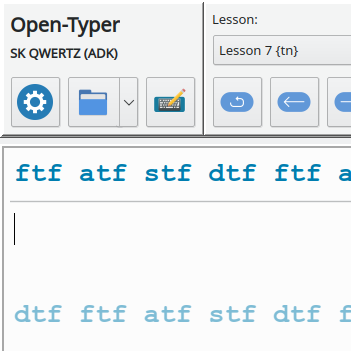 Open-Typer
SK QWERTZ (ADK)
Lesson:
Lesson 7 {tn}
ftf atf stf dtf ftf a
dtf ftf atf stf dtf f